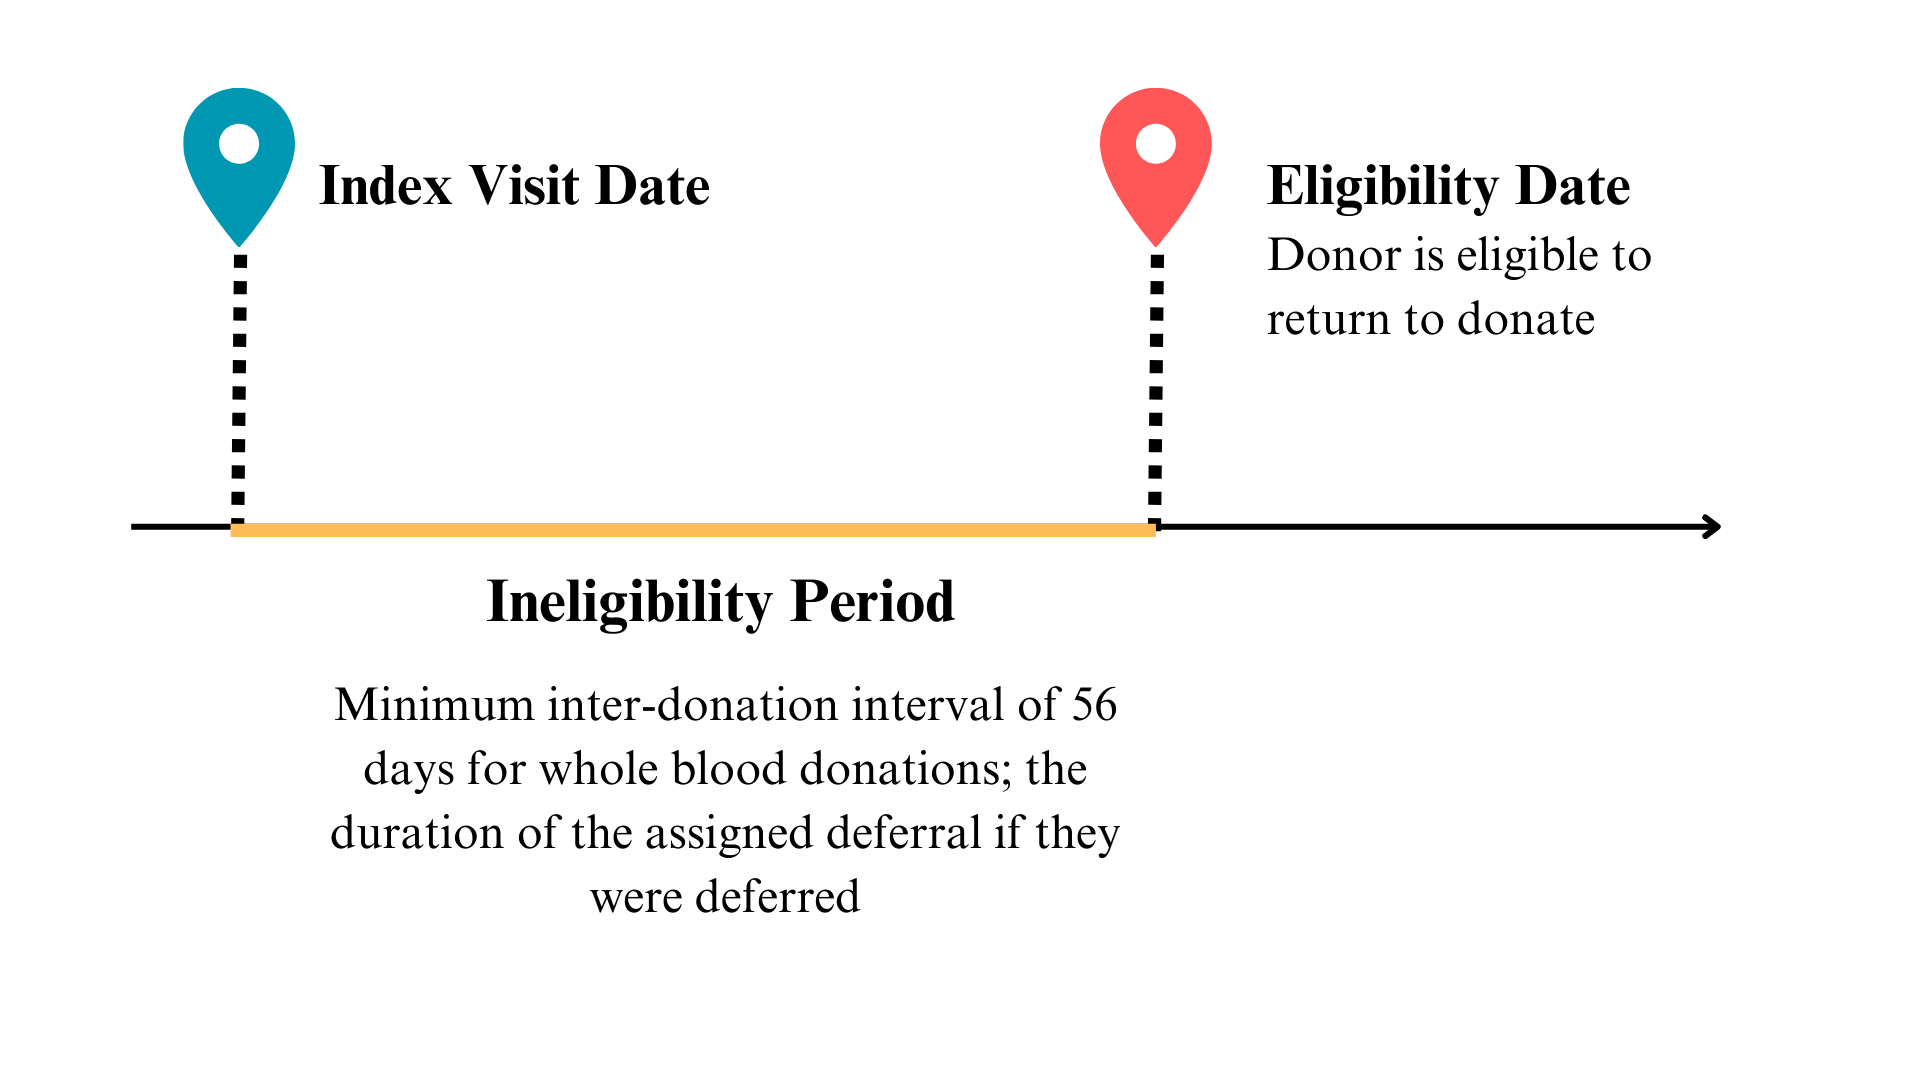 Index Visit Date
Eligibility Date
Donor is eligible to
return to donate
Ineligibility Period
Minimum inter-donation interval of 56
days for whole blood donations; the
duration of the assigned deferral if they
were deferred